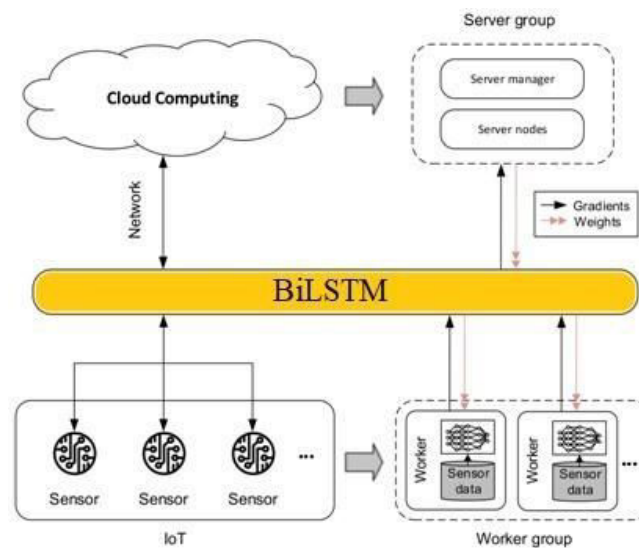 Server group
Cloud Computing
Server manager
Server nodes
Network
Gradients
Weights
BiLSTM
Sensor
Sensor
Sensor
...
IoT
Worker
Sensor
data
Worker
Sensor
data
...
Worker group